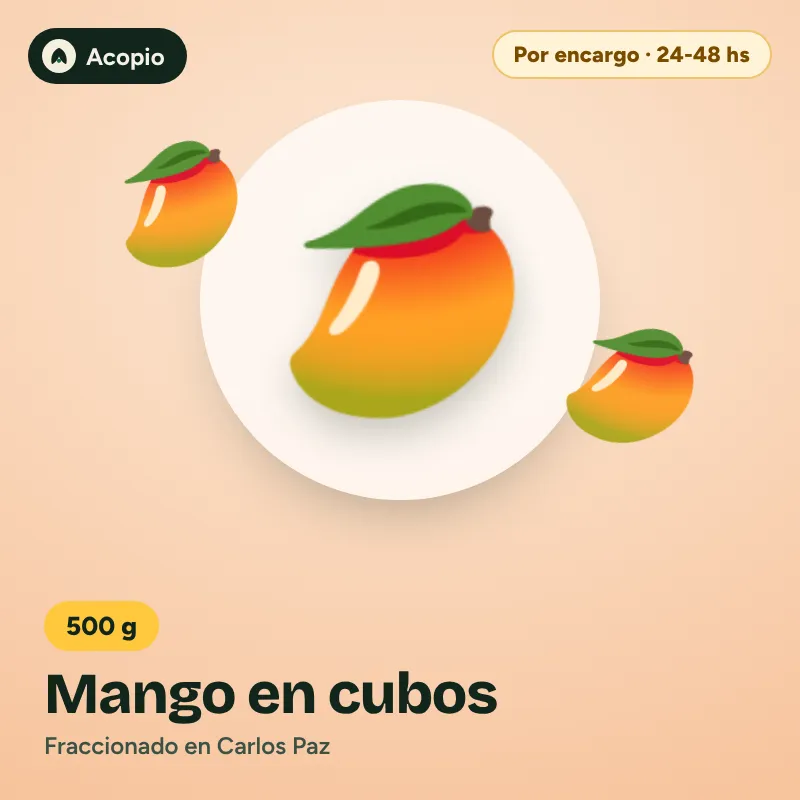 Acopio
Por encargo · 24-48 hs
500 g
Mango en cubos
Fraccionado en Carlos Paz